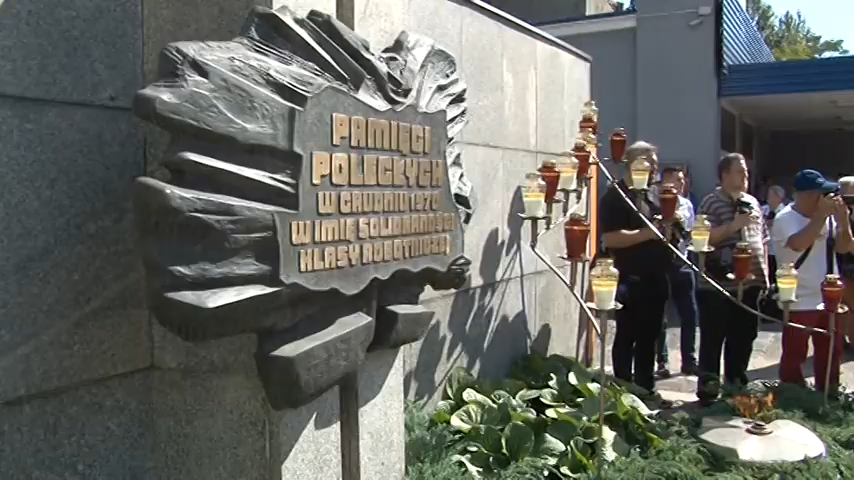 PAMIĘCI
POLEGŁYCH
W GRUDNIU 1970
W IMIĘ SOLIDARNOŚCI
KLASY ROBOTNICZEJ